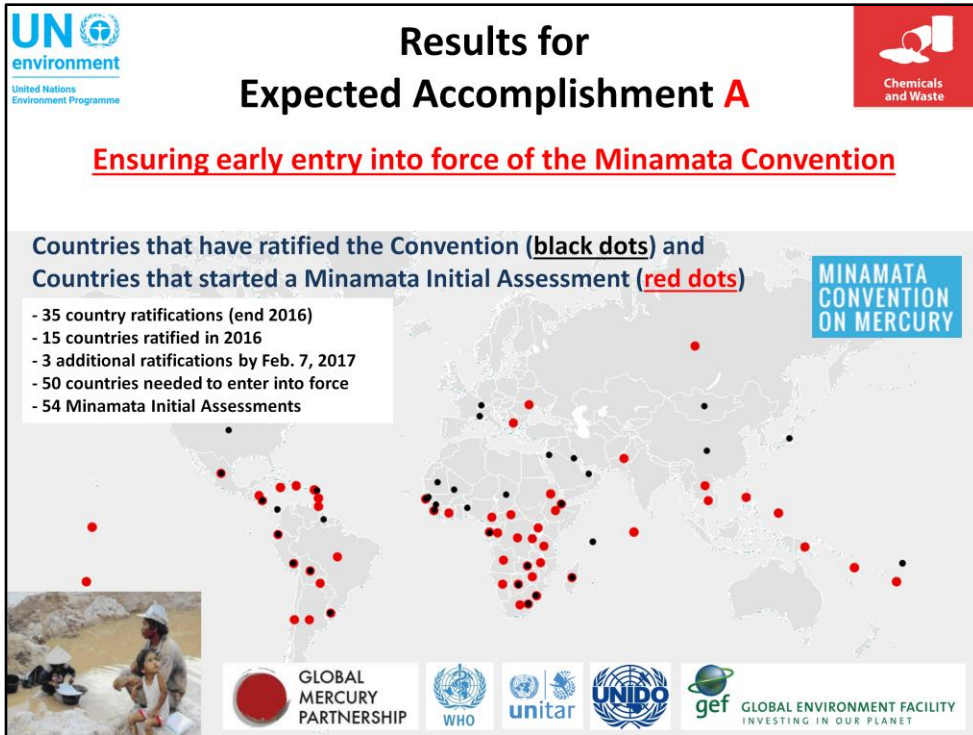 UN
environment
United Nations
Environment Programme
Results for
Expected Accomplishment A
Chemicals
and Waste
Ensuring early entry into force of the Minamata Convention
Countries that have ratified the Convention (black dots) and
Countries that started a Minamata Initial Assessment (red dots)
MINAMATA
CONVENTION
ON MERCURY
- 35 country ratifications (end 2016)
- 15 countries ratified in 2016
- 3 additional ratifications by Feb. 7, 2017
- 50 countries needed to enter into force
- 54 Minamata Initial Assessments
GLOBAL
MERCURY
PARTNERSHIP
WHO
unitar
UNIDO
gef
GLOBAL ENVIRONMENT FACILITY
INVESTING IN OUR PLANET